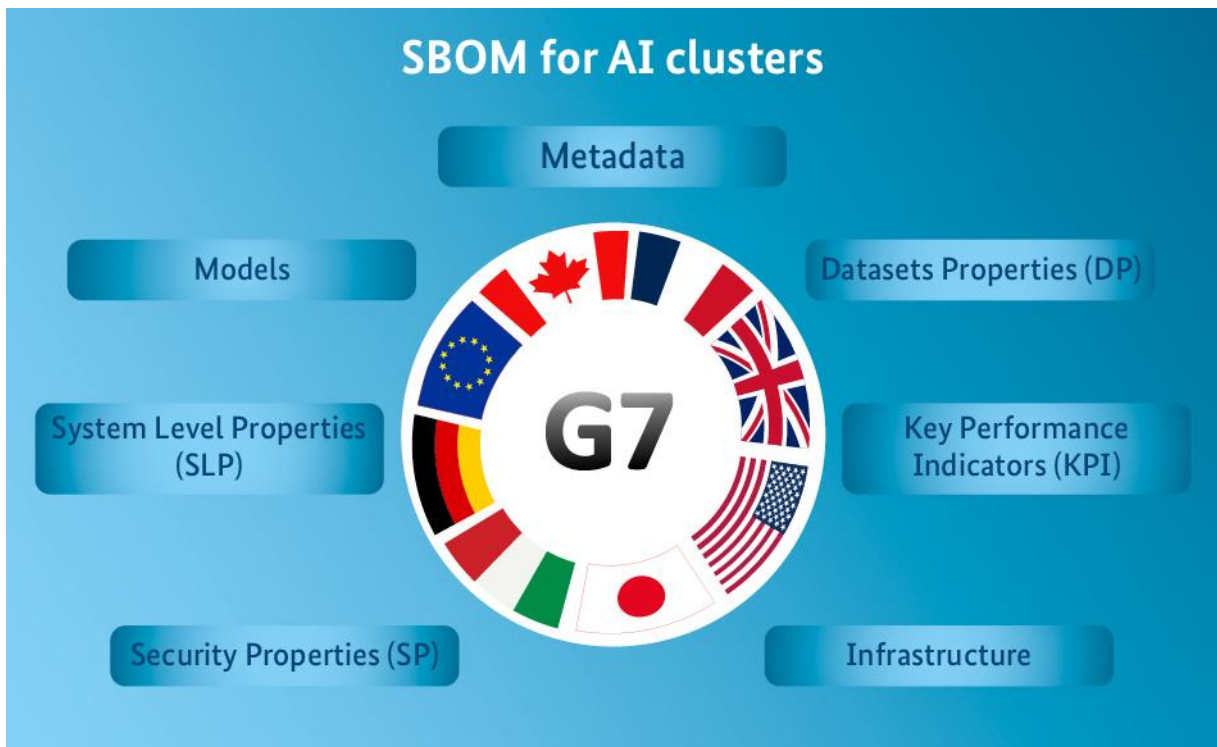 SBOM for AI clusters
Metadata
Models
Datasets Properties (DP)
System Level Properties
(SLP)
Key Performance
Indicators (KPI)
G7
Security Properties (SP)
Infrastructure